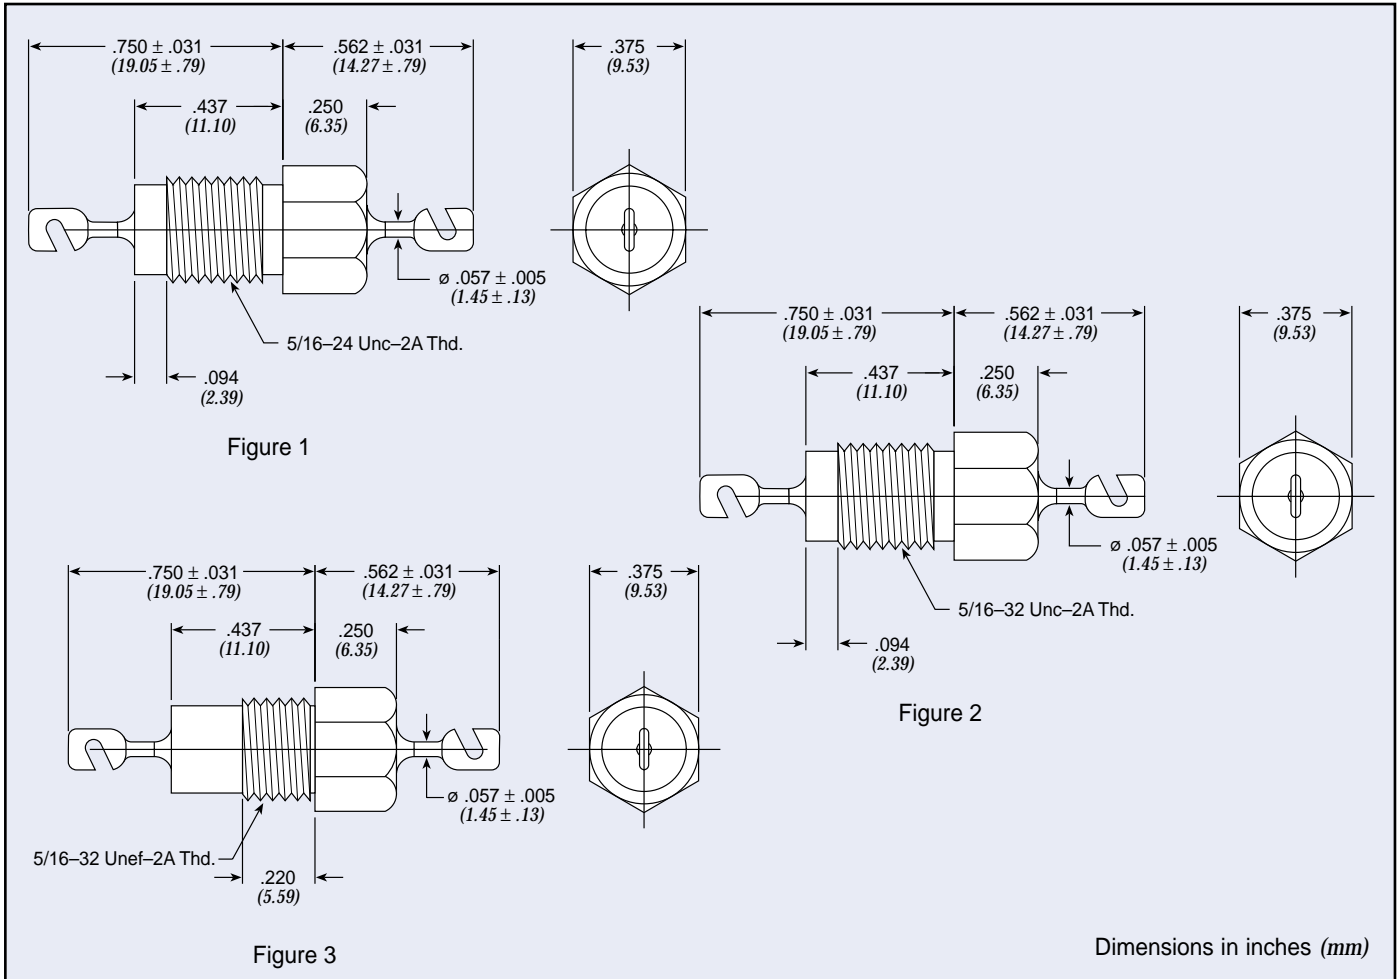 .750 ± .031
(19.05 ± .79)
.562 ± .031
(14.27 ± .79)
.375
(9.53)
.437
(11.10)
.250
(6.35)
ø .057 ± .005
(1.45 ± .13)
5/16–24 Unc–2A Thd.
.094
(2.39)
Figure 1
.750 ± .031
(19.05 ± .79)
.562 ± .031
(14.27 ± .79)
.375
(9.53)
.437
(11.10)
.250
(6.35)
ø .057 ± .005
(1.45 ± .13)
5/16–32 Unc–2A Thd.
.094
(2.39)
Figure 2
.750 ± .031
(19.05 ± .79)
.562 ± .031
(14.27 ± .79)
.375
(9.53)
.437
(11.10)
.250
(6.35)
ø .057 ± .005
(1.45 ± .13)
5/16–32 Unef–2A Thd.
.220
(5.59)
Figure 3
Dimensions in inches (mm)